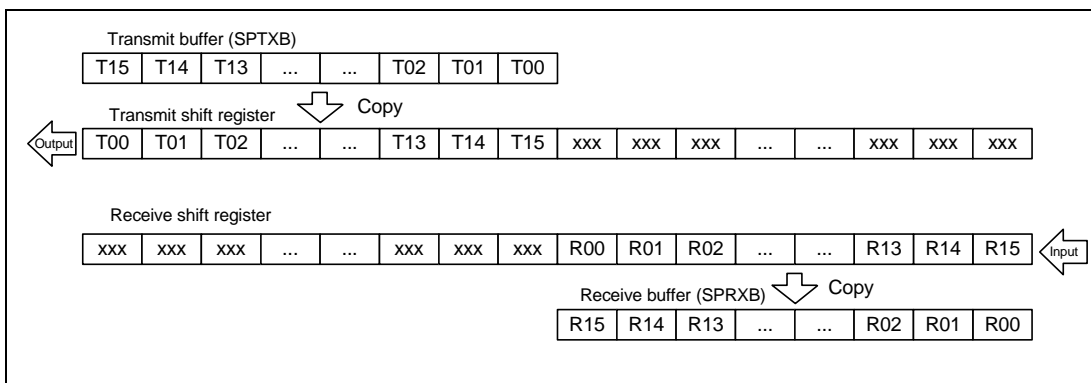 Transmit buffer (SPTXB)
T15 T14 T13 ... ... T02 T01 T00
Copy
Transmit shift register
Output T00 T01 T02 ... ... T13 T14 T15 xxx xxx xxx ... ... xxx xxx xxx
Receive shift register
xxx xxx xxx ... ... xxx xxx xxx R00 R01 R02 ... ... R13 R14 R15 Input
Copy
Receive buffer (SPRXB)
R15 R14 R13 ... ... R02 R01 R00